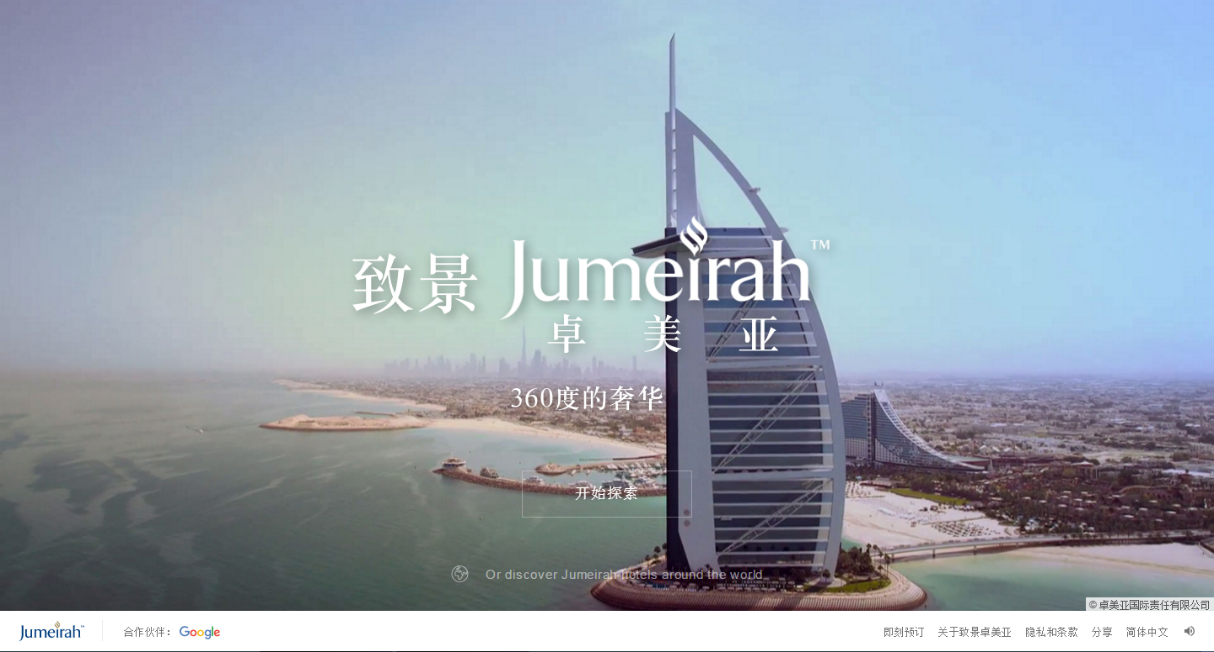 致景 Jumeirah™
卓美亚
360度的奢华
开始探索
Or discover Jumeirah hotels around the world
© 卓美亚国际责任有限公司
Jumeirah™ 合作伙伴： Google 即刻预订 关于致景卓美亚 隐私和条款 分享 简体中文